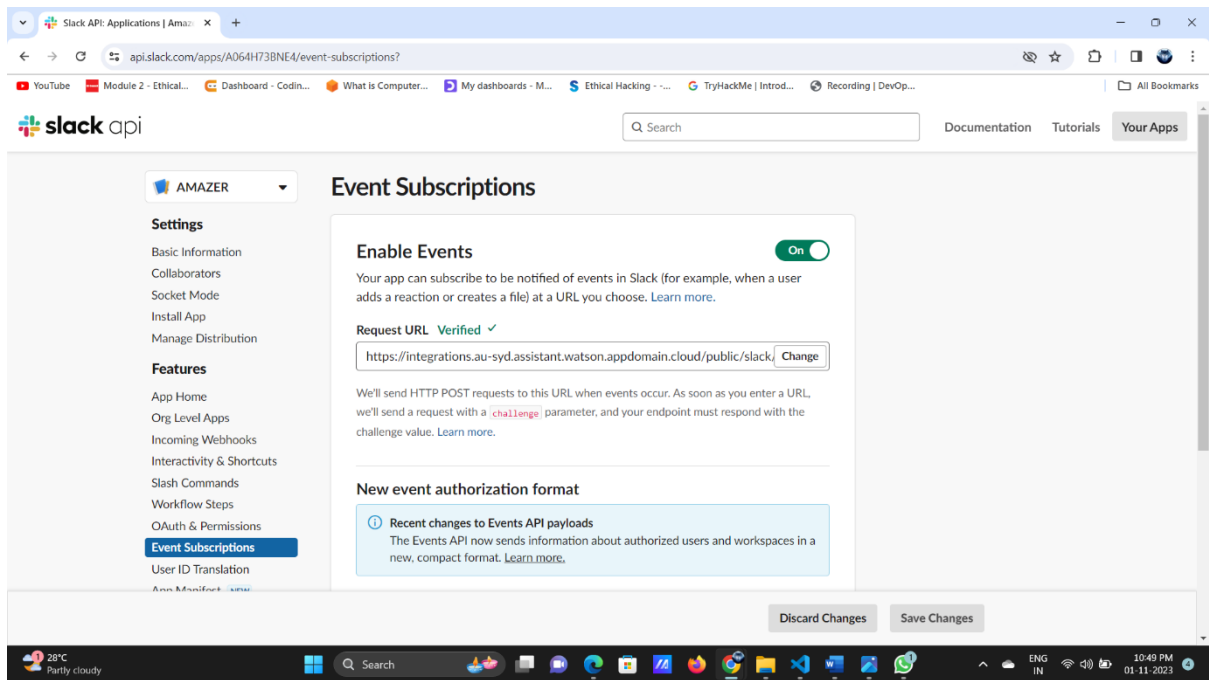 Slack API: Applications | Amaz
api.slack.com/apps/A064H73BNE4/event-subscriptions?
YouTube Module 2 - Ethical... Dashboard - Codin... What is Computer... My dashboards - M... Ethical Hacking - -... TryHackMe | Introd... Recording | DevOp... All Bookmarks
slack api Search Documentation Tutorials Your Apps
AMAZER
Settings
Basic Information
Collaborators
Socket Mode
Install App
Manage Distribution
Features
App Home
Org Level Apps
Incoming Webhooks
Interactivity & Shortcuts
Slash Commands
Workflow Steps
OAuth & Permissions
Event Subscriptions
User ID Translation
App Manifest NEW
Event Subscriptions
Enable Events On
Your app can subscribe to be notified of events in Slack (for example, when a user
adds a reaction or creates a file) at a URL you choose. Learn more.
Request URL Verified
https://integrations.au-syd.assistant.watson.appdomain.cloud/public/slack/ Change
We'll send HTTP POST requests to this URL when events occur. As soon as you enter a URL,
we'll send a request with a challenge parameter, and your endpoint must respond with the
challenge value. Learn more.
New event authorization format
Recent changes to Events API payloads
The Events API now sends information about authorized users and workspaces in a
new, compact format. Learn more.
Discard Changes Save Changes
28°C
Partly cloudy
Search
ENG
IN
10:49 PM
01-11-2023
4